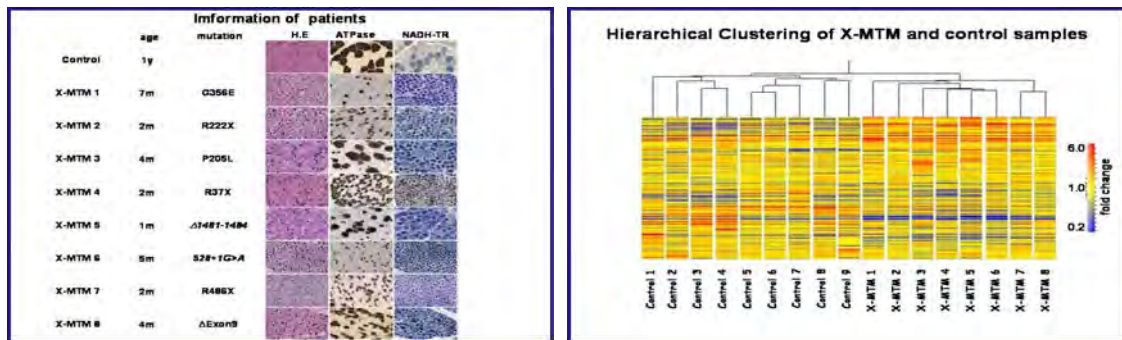 Imformation of patients
age mutation H.E ATPase NADH-TR
Control 1y
X-MTM 1 7m G356E
X-MTM 2 2m R222X
X-MTM 3 4m P205L
X-MTM 4 2m R37X
X-MTM 5 1m Δ1481-1484
X-MTM 6 5m 528+1G>A
X-MTM 7 2m R486X
X-MTM 8 4m ΔExon9
Hierarchical Clustering of X-MTM and control samples
6.0
1.0
0.2
fold change
Control 1
Control 2
Control 3
Control 4
Control 5
Control 6
Control 7
Control 8
Control 9
X-MTM 1
X-MTM 2
X-MTM 3
X-MTM 4
X-MTM 5
X-MTM 6
X-MTM 7
X-MTM 8